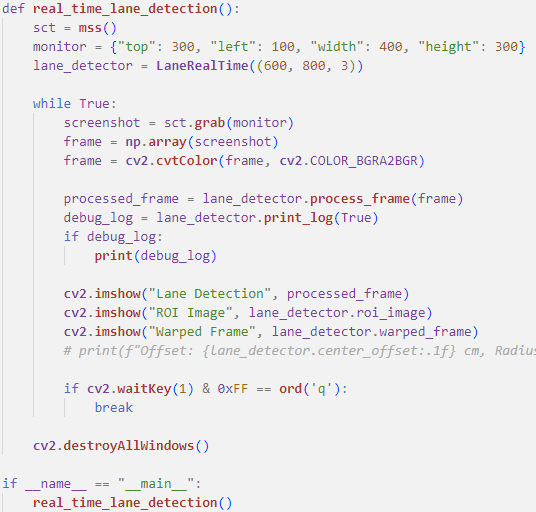 def real_time_lane_detection():
    sct = mss()
    monitor = {"top": 300, "left": 100, "width": 400, "height": 300}
    lane_detector = LaneRealTime((600, 800, 3))

    while True:
        screenshot = sct.grab(monitor)
        frame = np.array(screenshot)
        frame = cv2.cvtColor(frame, cv2.COLOR_BGRA2BGR)

        processed_frame = lane_detector.process_frame(frame)
        debug_log = lane_detector.print_log(True)
        if debug_log:
            print(debug_log)

        cv2.imshow("Lane Detection", processed_frame)
        cv2.imshow("ROI Image", lane_detector.roi_image)
        cv2.imshow("Warped Frame", lane_detector.warped_frame)
        # print(f"Offset: {lane_detector.center_offset:.1f} cm, Radius

        if cv2.waitKey(1) & 0xFF == ord('q'):
            break

    cv2.destroyAllWindows()

if __name__ == "__main__":
    real_time_lane_detection()